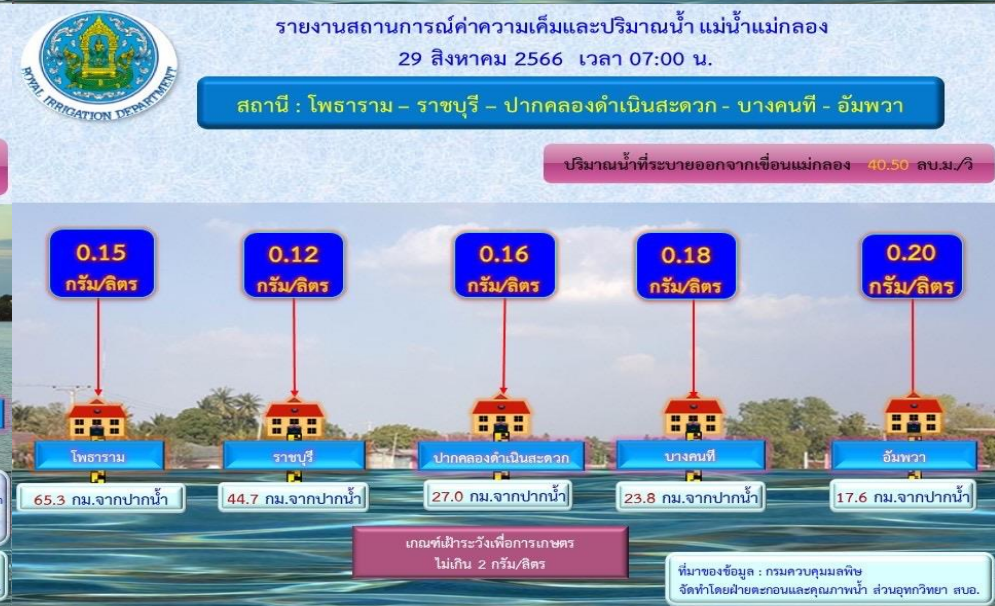 รายงานสถานการณ์ค่าความเค็มและปริมาณน้ำ แม่น้ำแม่กลอง
29 สิงหาคม 2566 เวลา 07:00 น.
ROYAL IRRIGATION DEPARTMENT
สถานี : โพธาราม – ราชบุรี – ปากคลองดำเนินสะดวก - บางคนที - อัมพวา
ปริมาณน้ำที่ระบายออกจากเขื่อนแม่กลอง 40.50 ลบ.ม./วิ
0.15
กรัม/ลิตร
0.12
กรัม/ลิตร
0.16
กรัม/ลิตร
0.18
กรัม/ลิตร
0.20
กรัม/ลิตร
โพธาราม
ราชบุรี
ปากคลองดำเนินสะดวก
บางคนที
อัมพวา
65.3 กม.จากปากน้ำ
44.7 กม.จากปากน้ำ
27.0 กม.จากปากน้ำ
23.8 กม.จากปากน้ำ
17.6 กม.จากปากน้ำ
เกณฑ์เฝ้าระวังเพื่อการเกษตร
ไม่เกิน 2 กรัม/ลิตร
ที่มาของข้อมูล : กรมควบคุมมลพิษ
จัดทำโดยฝ่ายตะกอนและคุณภาพน้ำ ส่วนอุทกวิทยา สบอ.